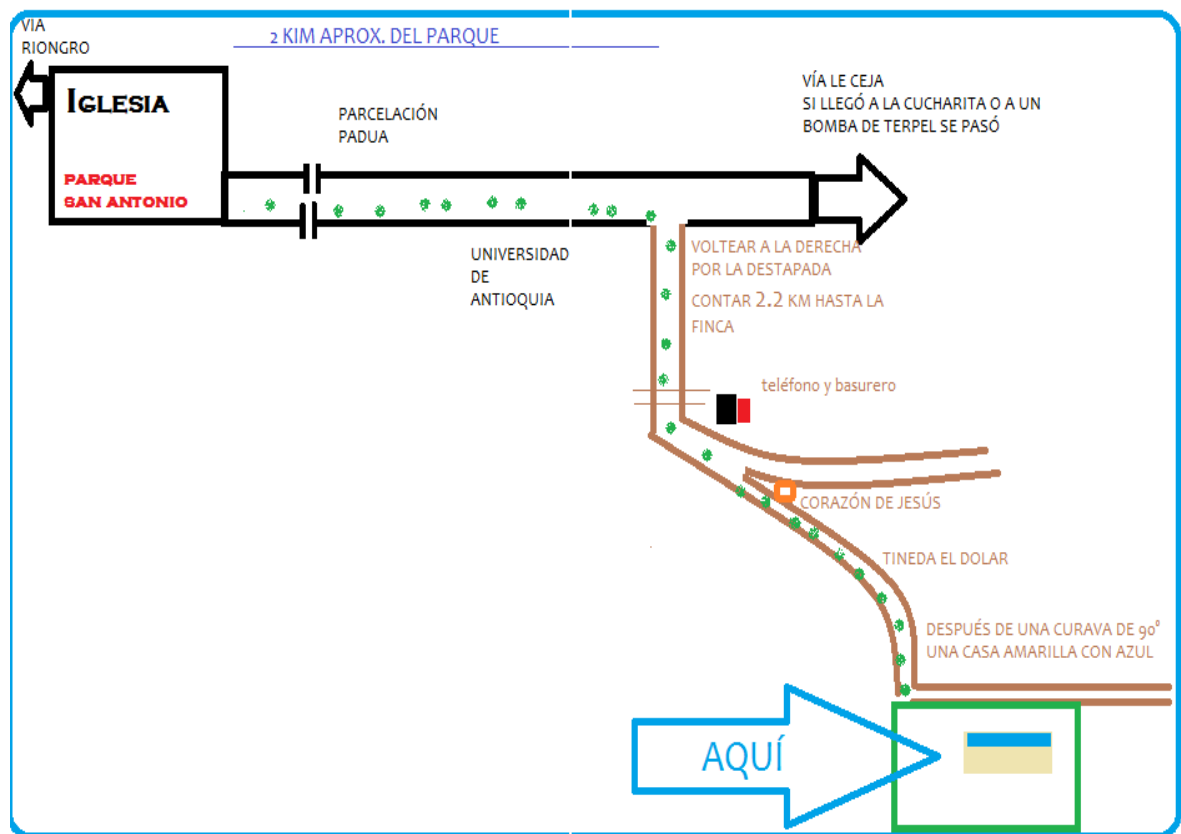 VIA
RIONGRO
2 KIM APROX. DEL PARQUE
IGLESIA
PARQUE
SAN ANTONIO
PARCELACIÓN
PADUA
VÍA LE CEJA
SI LLEGÓ A LA CUCHARITA O A UN
BOMBA DE TERPEL SE PASÓ
UNIVERSIDAD
DE
ANTIOQUIA
VOLTEAR A LA DERECHA
POR LA DESTAPADA
CONTAR 2.2 KM HASTA LA
FINCA
teléfono y basurero
CORAZÓN DE JESÚS
TINEDA EL DOLAR
DESPUÉS DE UNA CURAVA DE 90°
UNA CASA AMARILLA CON AZUL
AQUÍ